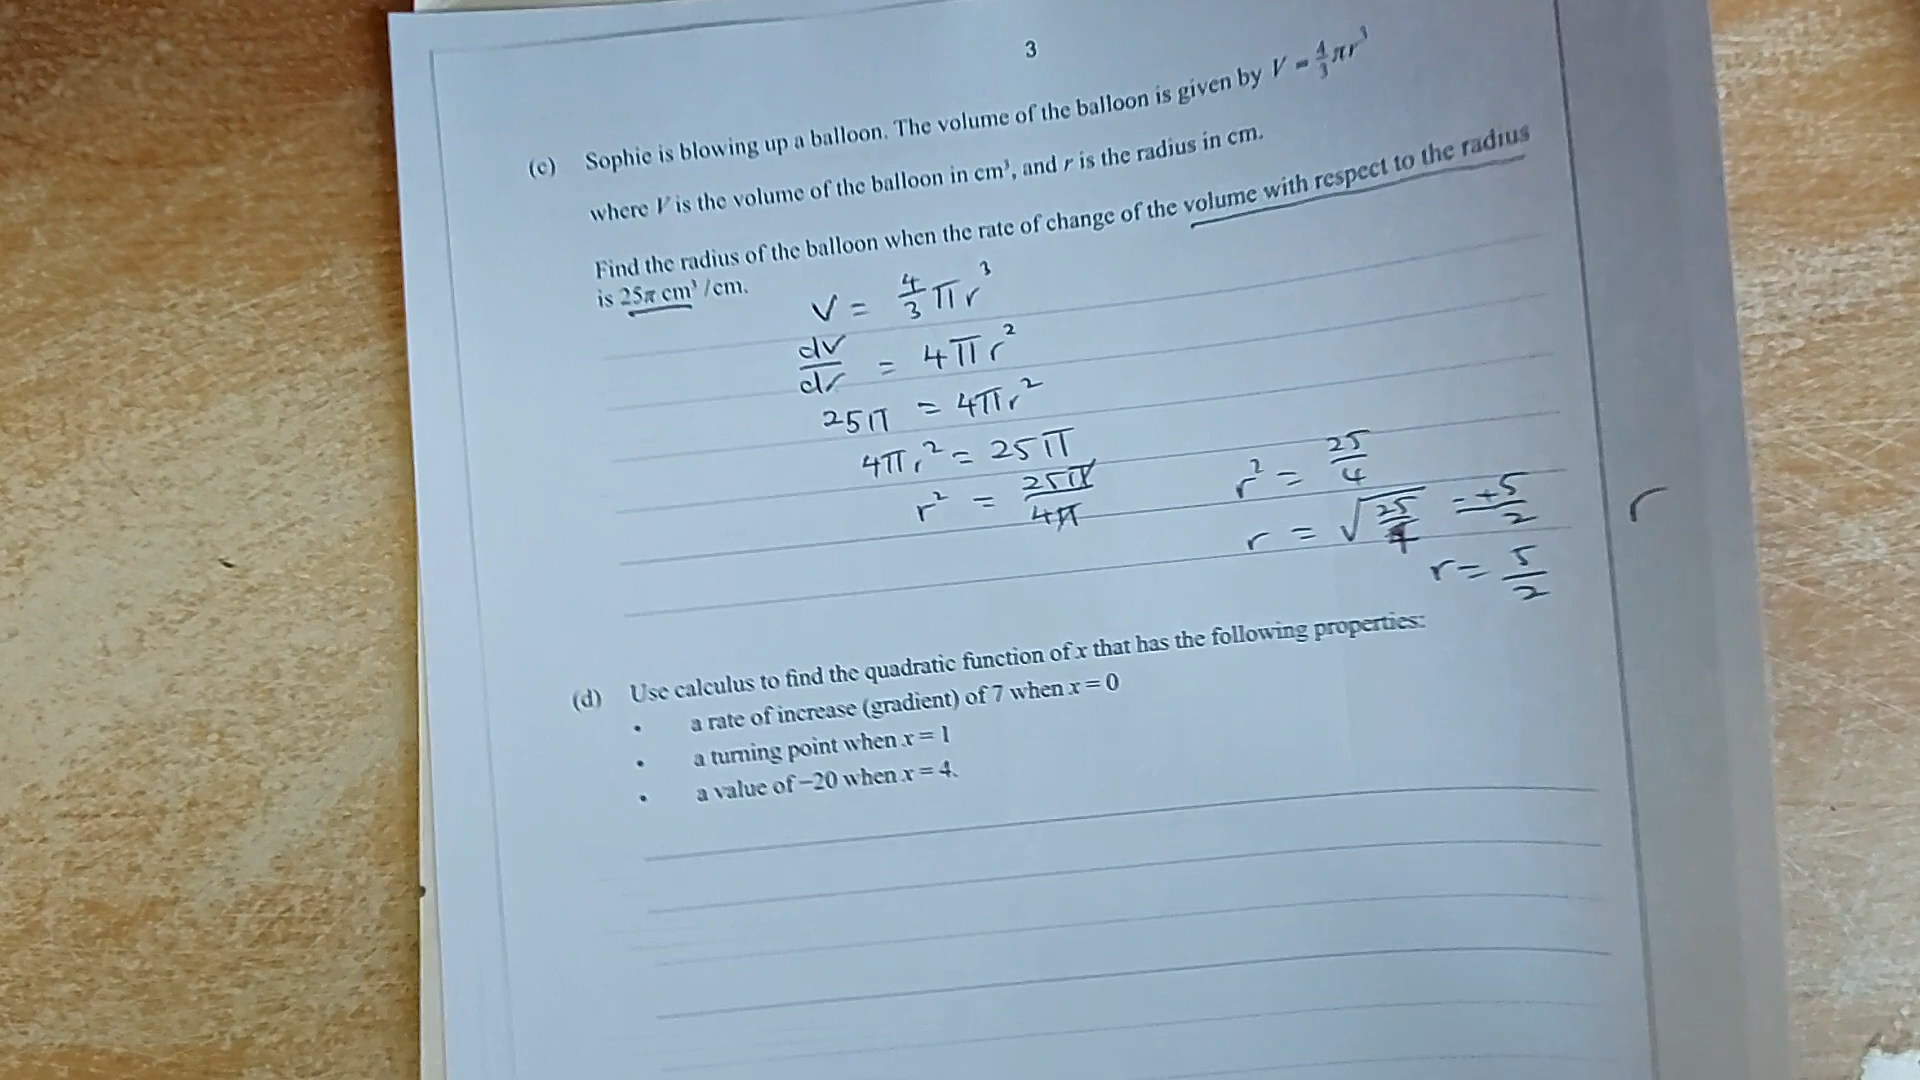 3
(c) Sophie is blowing up a balloon. The volume of the balloon is given by V = 4/3 πr³
where V is the volume of the balloon in cm³, and r is the radius in cm.
Find the radius of the balloon when the rate of change of the volume with respect to the radius
is 25π cm³ /cm.
V = 4/3 πr³
dv/dr = 4πr²
25π = 4πr²
4πr² = 25π
r² = 25π/4π
r² = 25/4
r = √25/4 = +5/2
r = 5/2
r
(d) Use calculus to find the quadratic function of x that has the following properties:
• a rate of increase (gradient) of 7 when x = 0
• a turning point when x = 1
• a value of –20 when x = 4.